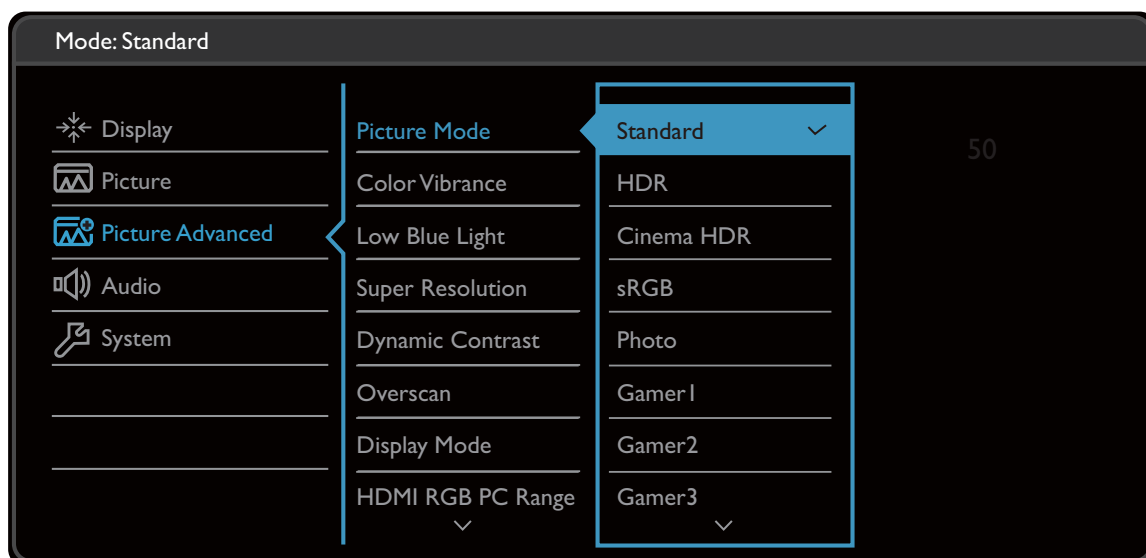 Mode: Standard
Display
Picture
Picture Advanced
Audio
System
Picture Mode
Color Vibrance
Low Blue Light
Super Resolution
Dynamic Contrast
Overscan
Display Mode
HDMI RGB PC Range
Standard
HDR
Cinema HDR
sRGB
Photo
Gamer1
Gamer2
Gamer3
50